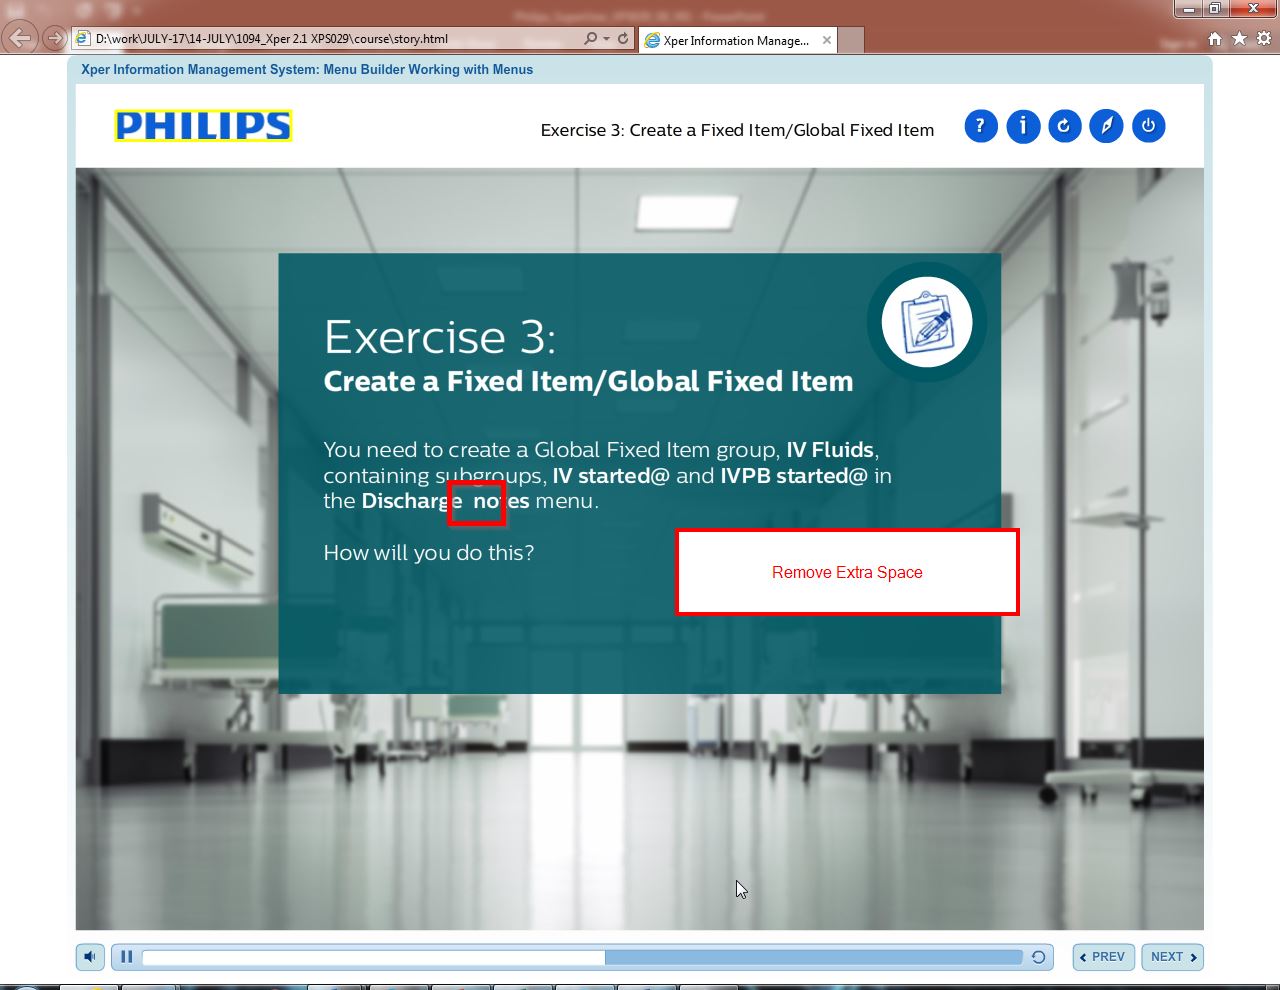 D:\work\JULY-17\14-JULY\1094_Xper 2.1 XPS029\course\story.html
Xper Information Manage...
Xper Information Management System: Menu Builder Working with Menus
PHILIPS
Exercise 3: Create a Fixed Item/Global Fixed Item
Exercise 3:
Create a Fixed Item/Global Fixed Item
You need to create a Global Fixed Item group, IV Fluids,
containing subgroups, IV started@ and IVPB started@ in
the Discharge  notes menu.
How will you do this?
Remove Extra Space
PREV
NEXT